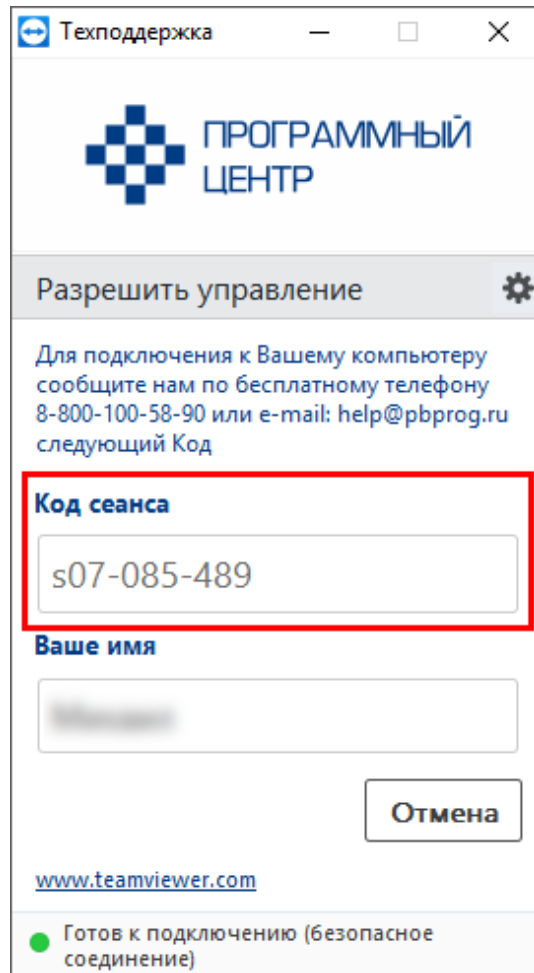 Техподдержка
ПРОГРАММНЫЙ
ЦЕНТР
Разрешить управление
Для подключения к Вашему компьютеру
сообщите нам по бесплатному телефону
8-800-100-58-90 или e-mail: help@pbprog.ru
следующий Код
Код сеанса
s07-085-489
Ваше имя
Отмена
www.teamviewer.com
Готов к подключению (безопасное
соединение)